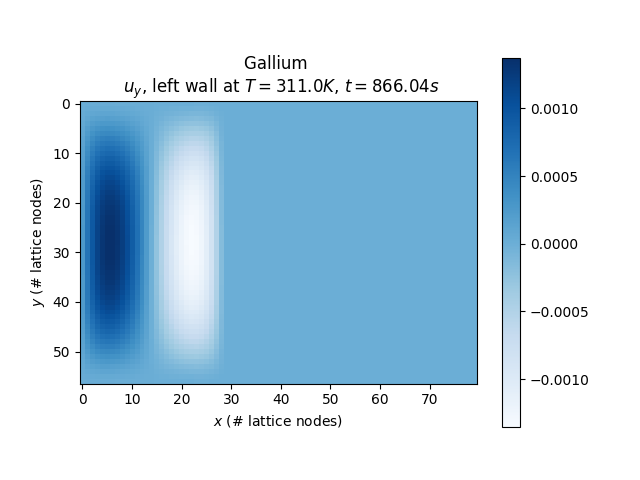 Gallium
u_y, left wall at T = 311.0K, t = 866.04s
0
10
20
30
40
50
y (# lattice nodes)
0 10 20 30 40 50 60 70
x (# lattice nodes)
0.0010
0.0005
0.0000
−0.0005
−0.0010